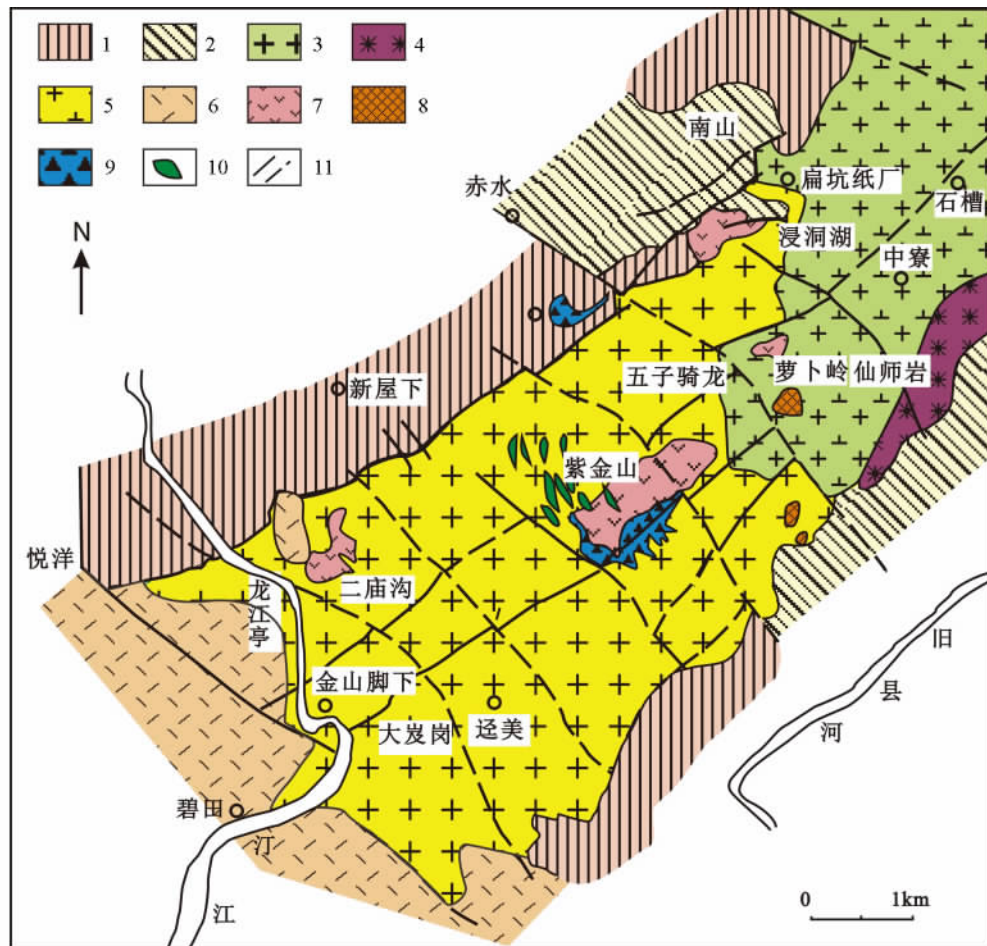 1
2
3
4
5
6
7
8
9
10
11
N
南山
赤水
扁坑纸厂
石槽
浸洞湖
中寮
五子骑龙
萝卜岭
仙师岩
新屋下
紫金山
悦洋
龙江亭
二庙沟
金山脚下
大岌岗
迳美
碧田
汀
江
旧
县
河
0
1km